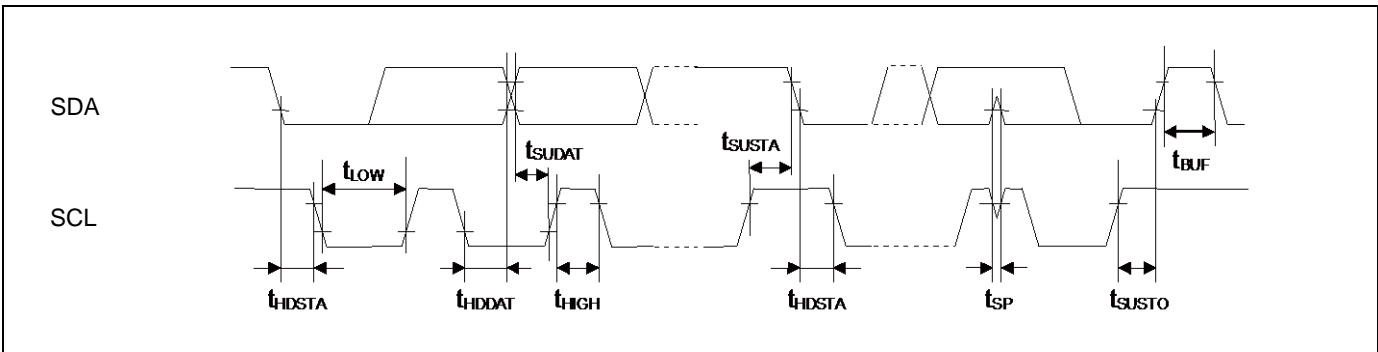 SDA
tSUDAT
tSUSTA
tBUF
tLOW
SCL
tHDSTA
tHDDAT
tHIGH
tHDSTA
tSP
tSUSTO